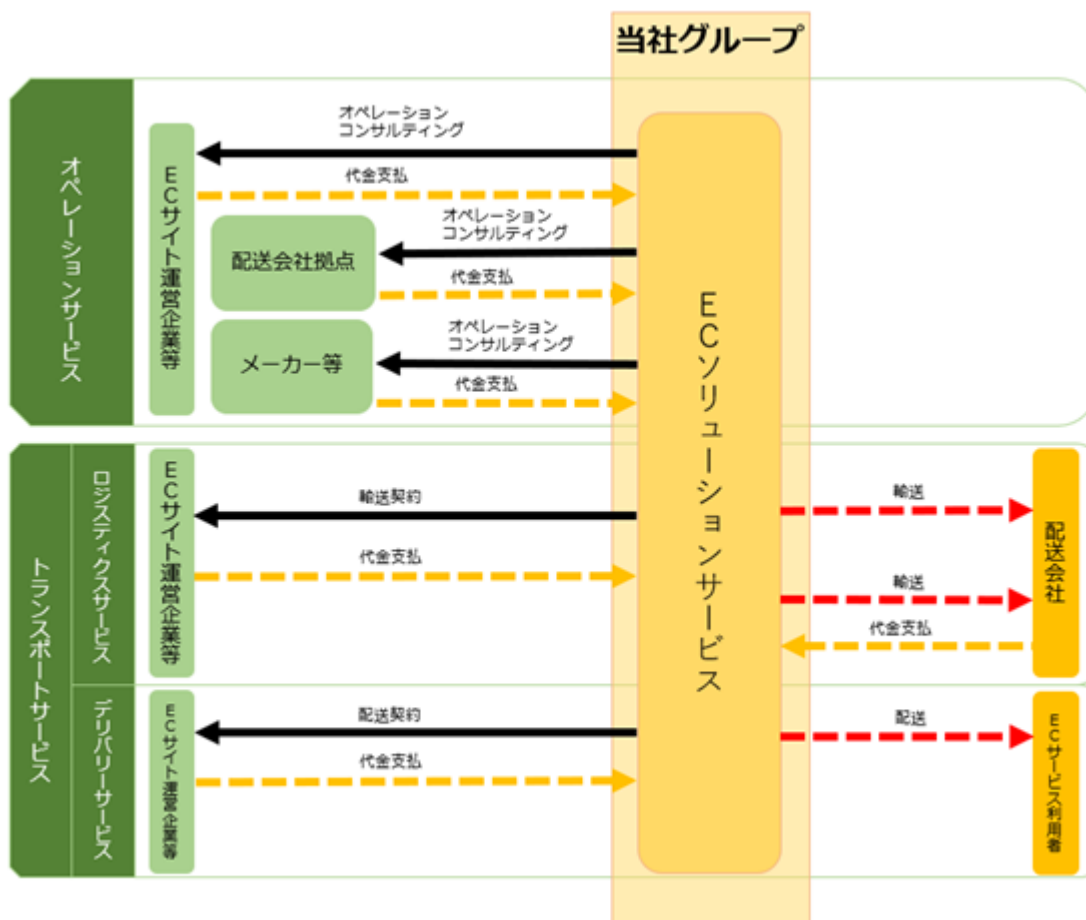 当社グループ
オペレーションサービス
ECサイト運営企業等
オペレーション
コンサルティング
代金支払
配送会社拠点
オペレーション
コンサルティング
代金支払
メーカー等
オペレーション
コンサルティング
代金支払
ECソリューションサービス
トランスポートサービス
ロジスティクスサービス
ECサイト運営企業等
輸送契約
代金支払
輸送
輸送
代金支払
配送会社
デリバリーサービス
ECサイト運営企業等
配送契約
代金支払
配送
ECサービス利用者